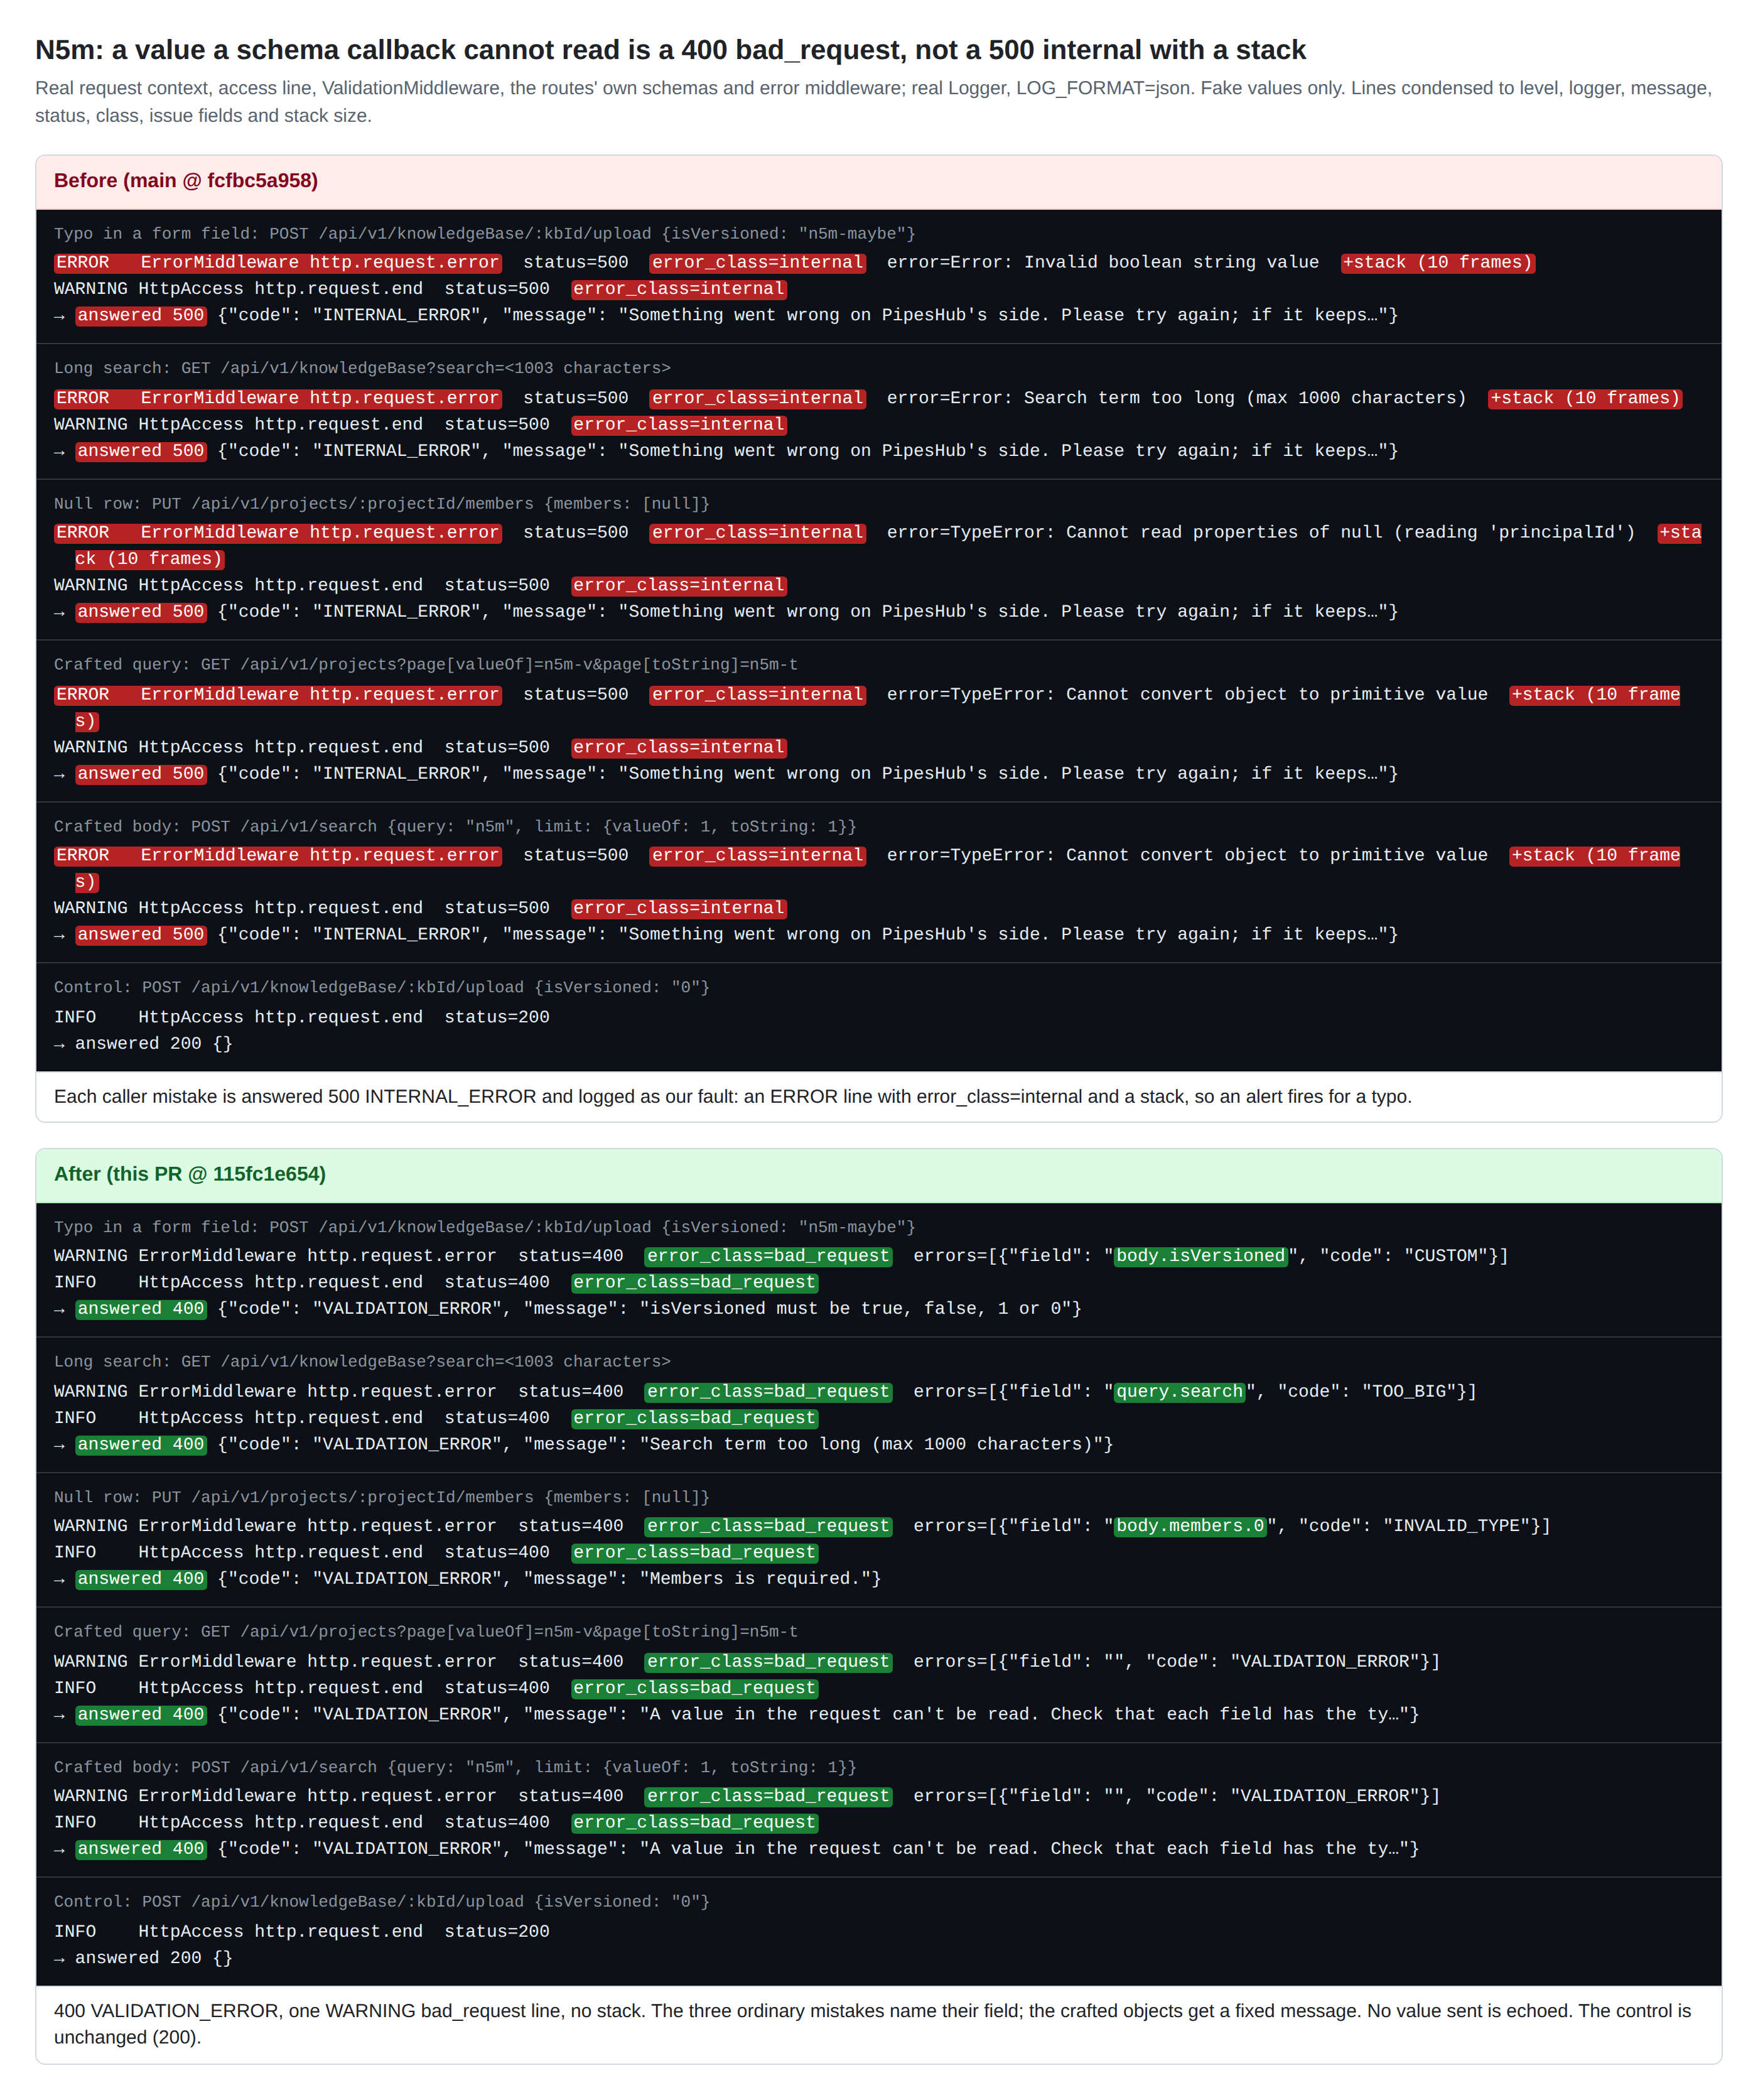 N5m: a value a schema callback cannot read is a 400 bad_request, not a 500 internal with a stack
Real request context, access line, ValidationMiddleware, the routes' own schemas and error middleware; real Logger, LOG_FORMAT=json. Fake values only. Lines condensed to level, logger, message,
status, class, issue fields and stack size.
Before (main @ fcfbc5a958)
Typo in a form field: POST /api/v1/knowledgeBase/:kbId/upload {isVersioned: "n5m-maybe"}
ERROR   ErrorMiddleware http.request.error  status=500  error_class=internal  error=Error: Invalid boolean string value  +stack (10 frames)
WARNING HttpAccess http.request.end  status=500  error_class=internal
→ answered 500 {"code": "INTERNAL_ERROR", "message": "Something went wrong on PipesHub's side. Please try again; if it keeps…"}
Long search: GET /api/v1/knowledgeBase?search=<1003 characters>
ERROR   ErrorMiddleware http.request.error  status=500  error_class=internal  error=Error: Search term too long (max 1000 characters)  +stack (10 frames)
WARNING HttpAccess http.request.end  status=500  error_class=internal
→ answered 500 {"code": "INTERNAL_ERROR", "message": "Something went wrong on PipesHub's side. Please try again; if it keeps…"}
Null row: PUT /api/v1/projects/:projectId/members {members: [null]}
ERROR   ErrorMiddleware http.request.error  status=500  error_class=internal  error=TypeError: Cannot read properties of null (reading 'principalId')  +sta
ck (10 frames)
WARNING HttpAccess http.request.end  status=500  error_class=internal
→ answered 500 {"code": "INTERNAL_ERROR", "message": "Something went wrong on PipesHub's side. Please try again; if it keeps…"}
Crafted query: GET /api/v1/projects?page[valueOf]=n5m-v&page[toString]=n5m-t
ERROR   ErrorMiddleware http.request.error  status=500  error_class=internal  error=TypeError: Cannot convert object to primitive value  +stack (10 frame
s)
WARNING HttpAccess http.request.end  status=500  error_class=internal
→ answered 500 {"code": "INTERNAL_ERROR", "message": "Something went wrong on PipesHub's side. Please try again; if it keeps…"}
Crafted body: POST /api/v1/search {query: "n5m", limit: {valueOf: 1, toString: 1}}
ERROR   ErrorMiddleware http.request.error  status=500  error_class=internal  error=TypeError: Cannot convert object to primitive value  +stack (10 frame
s)
WARNING HttpAccess http.request.end  status=500  error_class=internal
→ answered 500 {"code": "INTERNAL_ERROR", "message": "Something went wrong on PipesHub's side. Please try again; if it keeps…"}
Control: POST /api/v1/knowledgeBase/:kbId/upload {isVersioned: "0"}
INFO    HttpAccess http.request.end  status=200
→ answered 200 {}
Each caller mistake is answered 500 INTERNAL_ERROR and logged as our fault: an ERROR line with error_class=internal and a stack, so an alert fires for a typo.
After (this PR @ 115fc1e654)
Typo in a form field: POST /api/v1/knowledgeBase/:kbId/upload {isVersioned: "n5m-maybe"}
WARNING ErrorMiddleware http.request.error  status=400  error_class=bad_request  errors=[{"field": "body.isVersioned", "code": "CUSTOM"}]
INFO    HttpAccess http.request.end  status=400  error_class=bad_request
→ answered 400 {"code": "VALIDATION_ERROR", "message": "isVersioned must be true, false, 1 or 0"}
Long search: GET /api/v1/knowledgeBase?search=<1003 characters>
WARNING ErrorMiddleware http.request.error  status=400  error_class=bad_request  errors=[{"field": "query.search", "code": "TOO_BIG"}]
INFO    HttpAccess http.request.end  status=400  error_class=bad_request
→ answered 400 {"code": "VALIDATION_ERROR", "message": "Search term too long (max 1000 characters)"}
Null row: PUT /api/v1/projects/:projectId/members {members: [null]}
WARNING ErrorMiddleware http.request.error  status=400  error_class=bad_request  errors=[{"field": "body.members.0", "code": "INVALID_TYPE"}]
INFO    HttpAccess http.request.end  status=400  error_class=bad_request
→ answered 400 {"code": "VALIDATION_ERROR", "message": "Members is required."}
Crafted query: GET /api/v1/projects?page[valueOf]=n5m-v&page[toString]=n5m-t
WARNING ErrorMiddleware http.request.error  status=400  error_class=bad_request  errors=[{"field": "", "code": "VALIDATION_ERROR"}]
INFO    HttpAccess http.request.end  status=400  error_class=bad_request
→ answered 400 {"code": "VALIDATION_ERROR", "message": "A value in the request can't be read. Check that each field has the ty…"}
Crafted body: POST /api/v1/search {query: "n5m", limit: {valueOf: 1, toString: 1}}
WARNING ErrorMiddleware http.request.error  status=400  error_class=bad_request  errors=[{"field": "", "code": "VALIDATION_ERROR"}]
INFO    HttpAccess http.request.end  status=400  error_class=bad_request
→ answered 400 {"code": "VALIDATION_ERROR", "message": "A value in the request can't be read. Check that each field has the ty…"}
Control: POST /api/v1/knowledgeBase/:kbId/upload {isVersioned: "0"}
INFO    HttpAccess http.request.end  status=200
→ answered 200 {}
400 VALIDATION_ERROR, one WARNING bad_request line, no stack. The three ordinary mistakes name their field; the crafted objects get a fixed message. No value sent is echoed. The control is
unchanged (200).